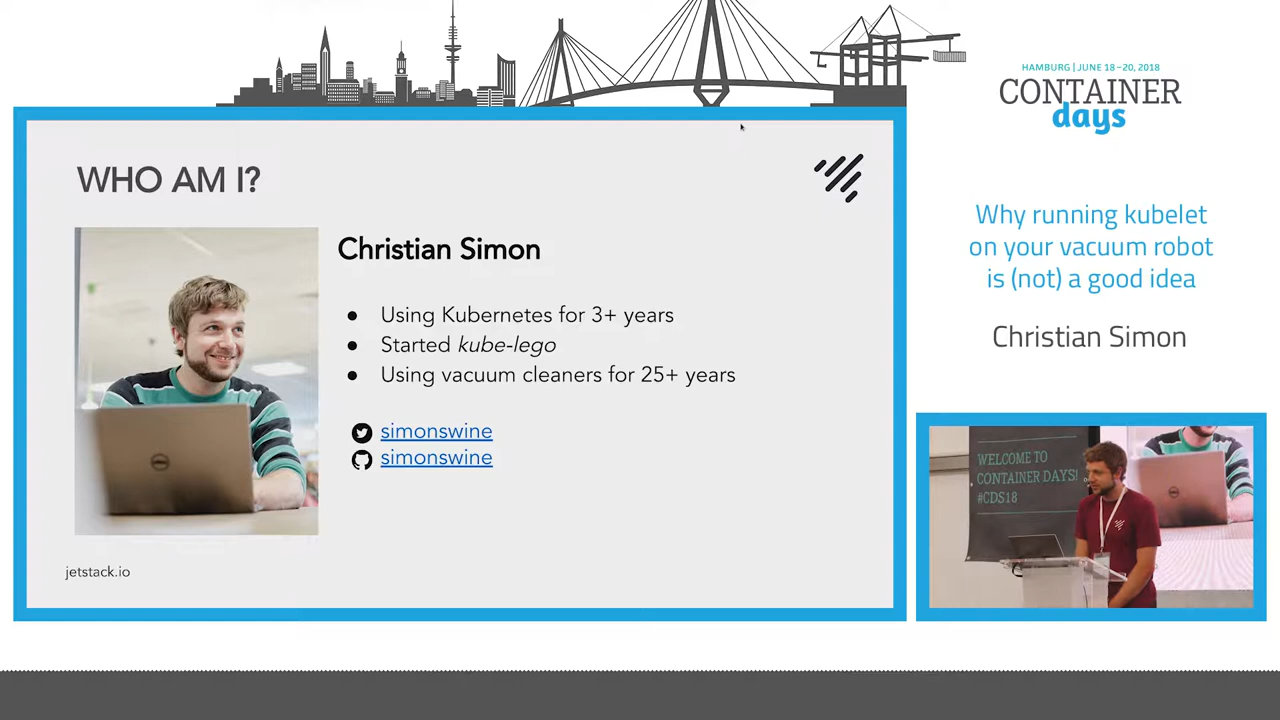 HAMBURG | JUNE 18–20, 2018
CONTAINER
days
WHO AM I?
Christian Simon
● Using Kubernetes for 3+ years
● Started kube-lego
● Using vacuum cleaners for 25+ years
simonswine
simonswine
jetstack.io
Why running kubelet
on your vacuum robot
is (not) a good idea
Christian Simon
WELCOME TO
CONTAINER DAYS!
#CDS18